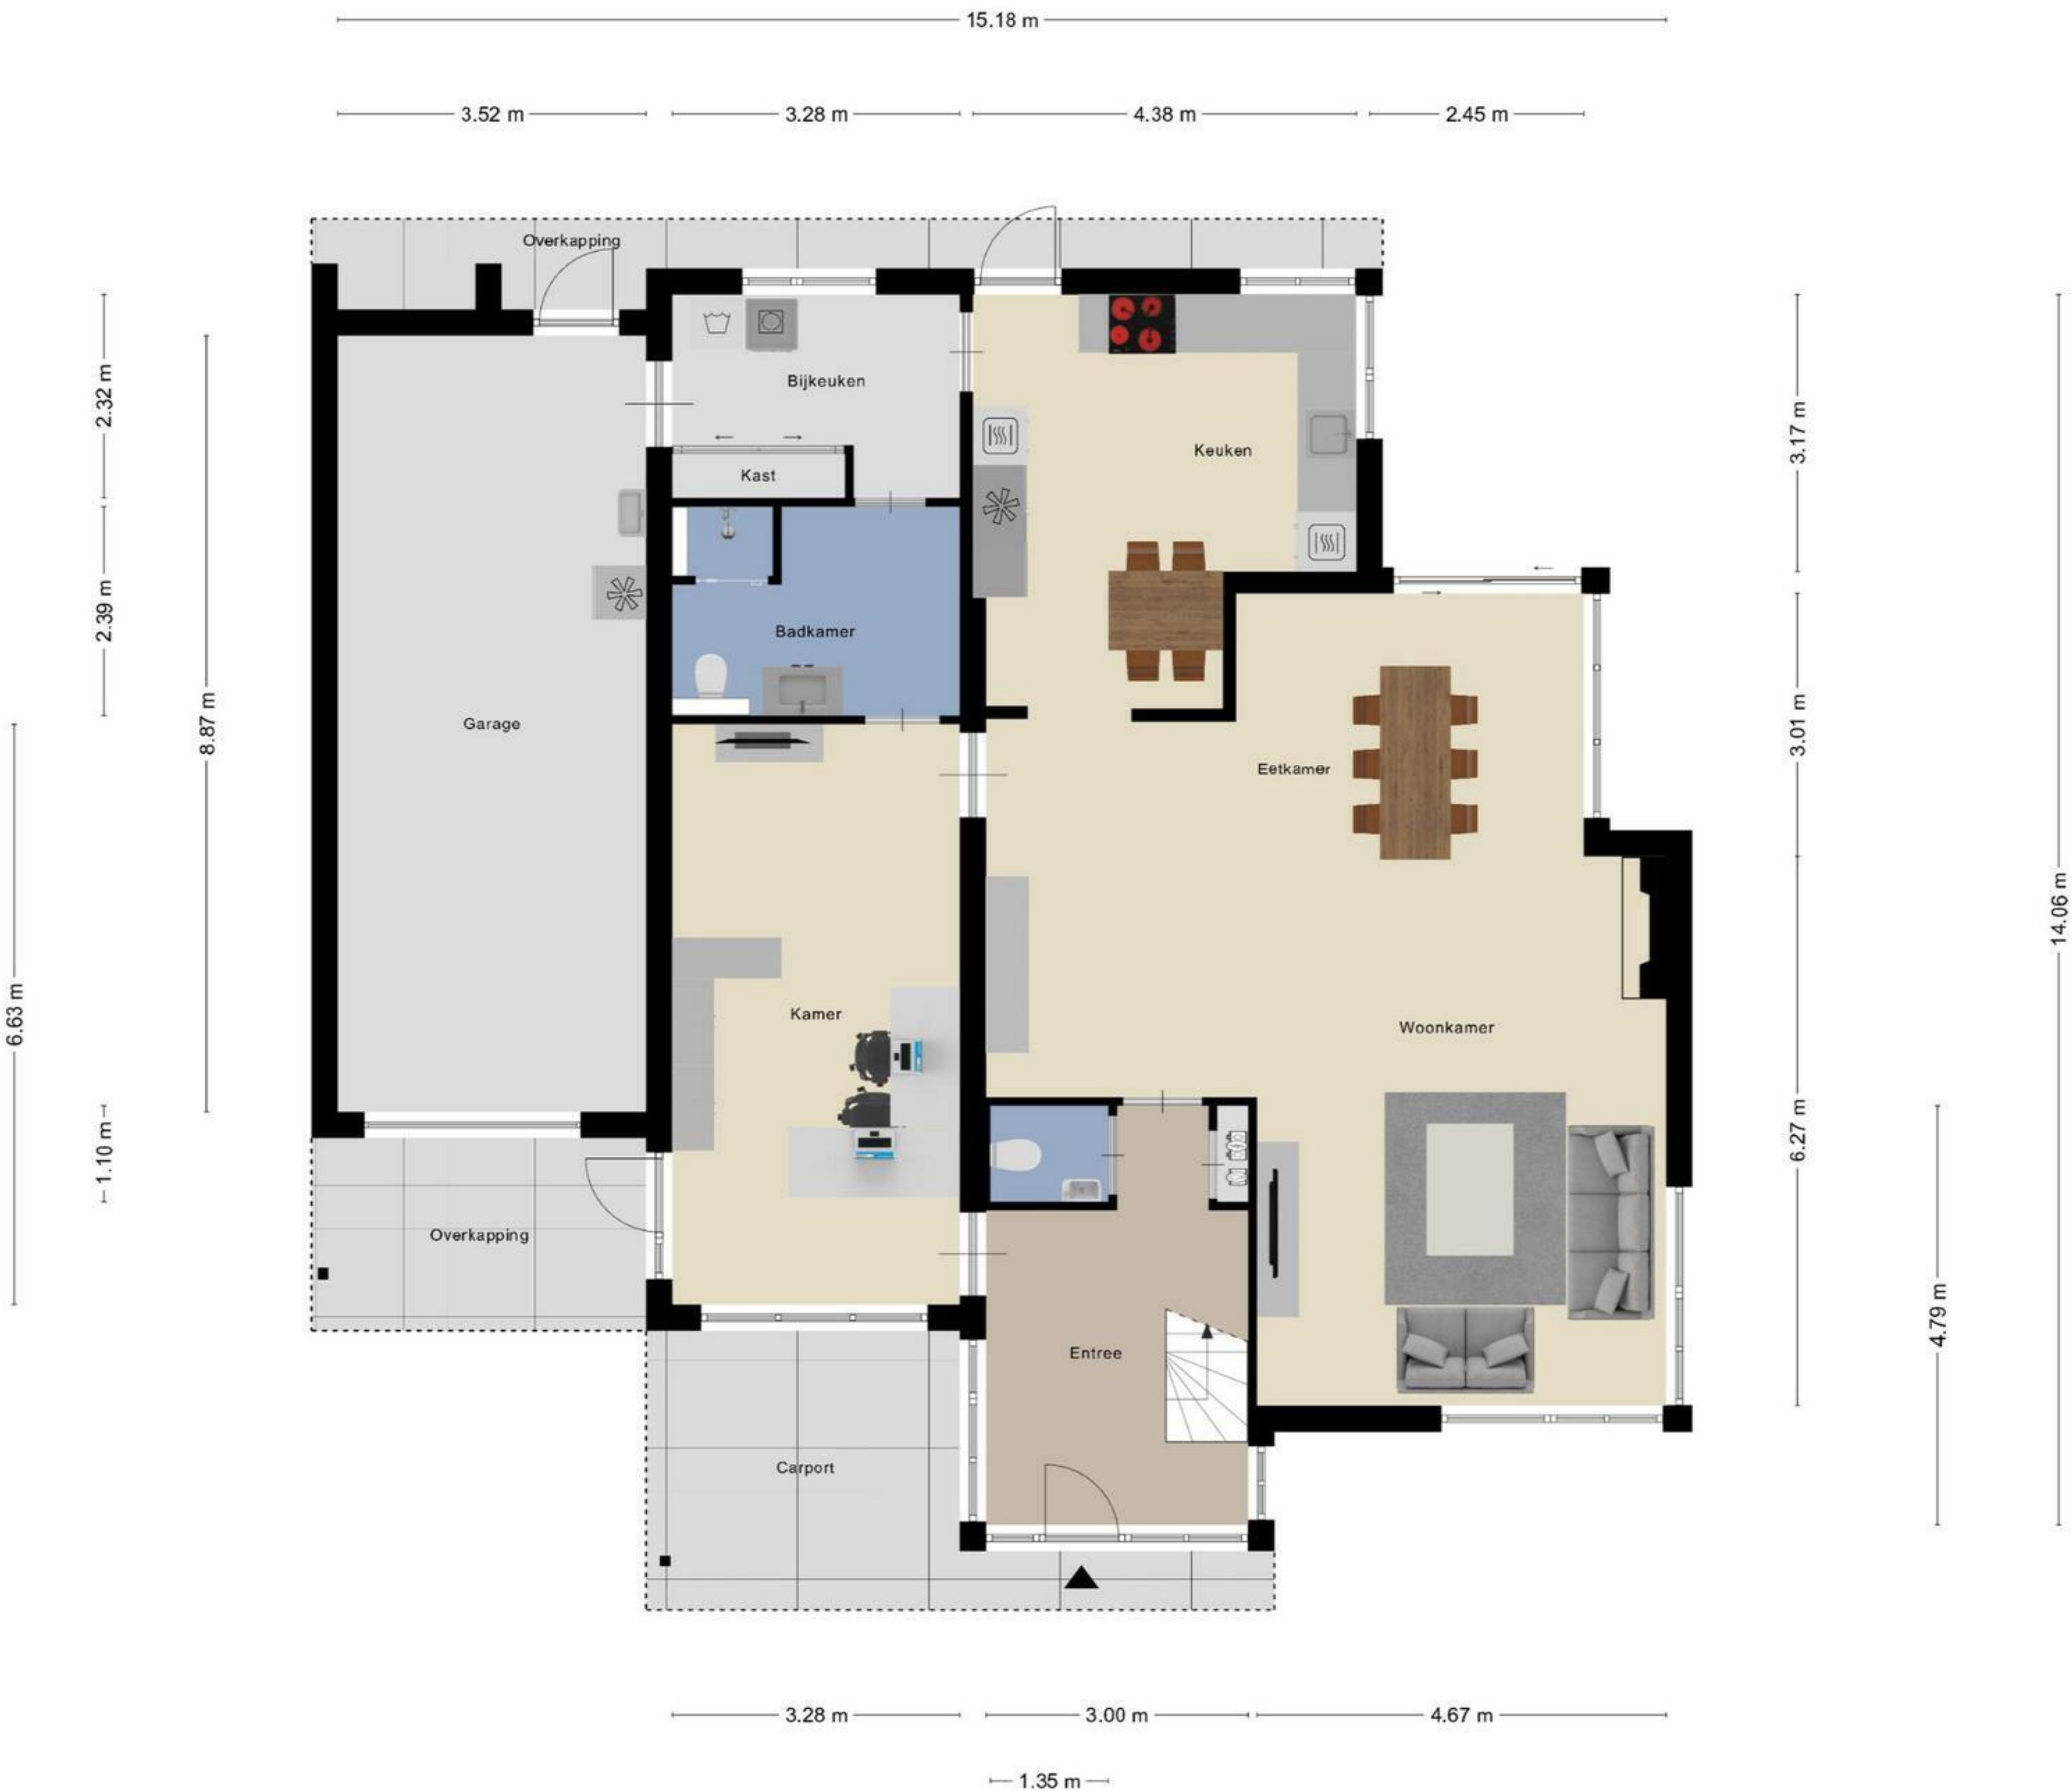 15.18 m
3.52 m
3.28 m
4.38 m
2.45 m
Overkapping
2.32 m
3.17 m
Bijkeuken
Keuken
Kast
2.39 m
Badkamer
8.87 m
Garage
3.01 m
Eetkamer
14.06 m
6.63 m
Kamer
Woonkamer
1.10 m
6.27 m
Overkapping
4.79 m
Entree
Carport
3.28 m
3.00 m
4.67 m
1.35 m